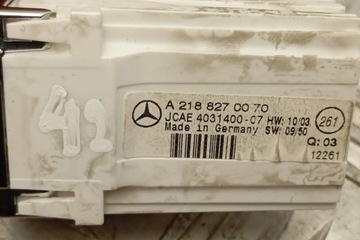 42
A 218 827 00 70
JCAE 4031400-07 HW: 10/03 261
Made in Germany SW: 09/50
Q: 03
12261